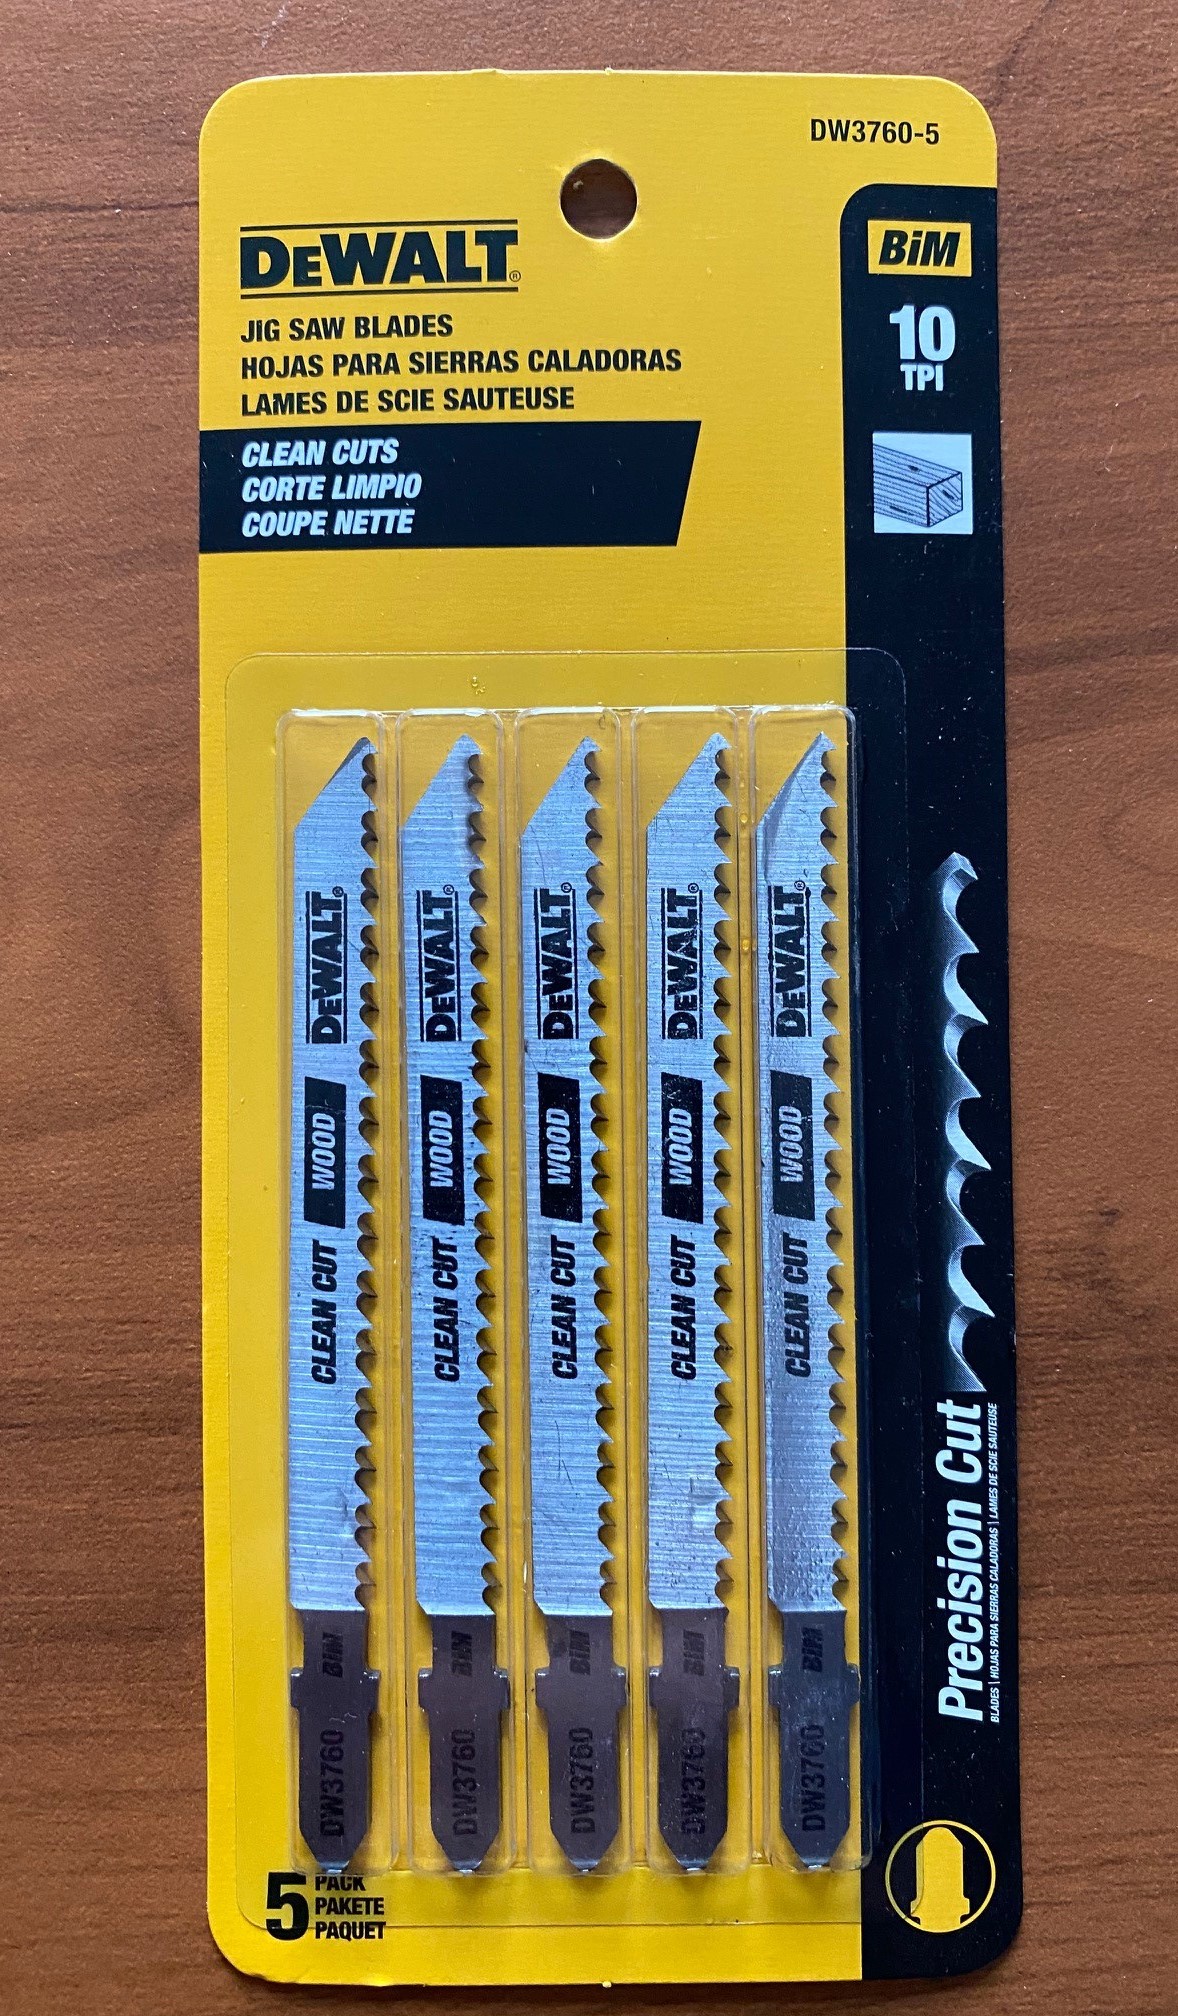 DW3760-5
DEWALT®
JIG SAW BLADES
HOJAS PARA SIERRAS CALADORAS
LAMES DE SCIE SAUTEUSE
CLEAN CUTS
CORTE LIMPIO
COUPE NETTE
BiM
10
TPI
DW3760 BiM CLEAN CUT WOOD DEWALT®
DW3760 BiM CLEAN CUT WOOD DEWALT®
DW3760 BiM CLEAN CUT WOOD DEWALT®
DW3760 BiM CLEAN CUT WOOD DEWALT®
DW3760 BiM CLEAN CUT WOOD DEWALT®
Precision Cut
BLADES | HOJAS PARA SIERRAS CALADORAS | LAMES DE SCIE SAUTEUSE
5 PACK
PAKETE
PAQUET